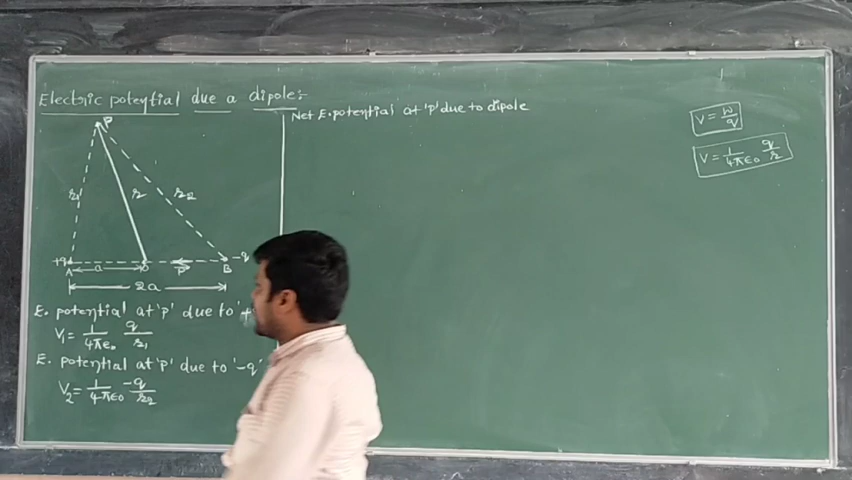 Electric potential due a dipole:-
P
r1 r r2
+q -q
A a O P⃗ B
2a
E. potential at 'p' due to '+
V1 = 1/4πε0 q/r1
E. potential at 'p' due to '-q'
V2 = 1/4πε0 -q/r2
Net E. potential at 'p' due to dipole
V = W/q
V = 1/4πε0 q/r